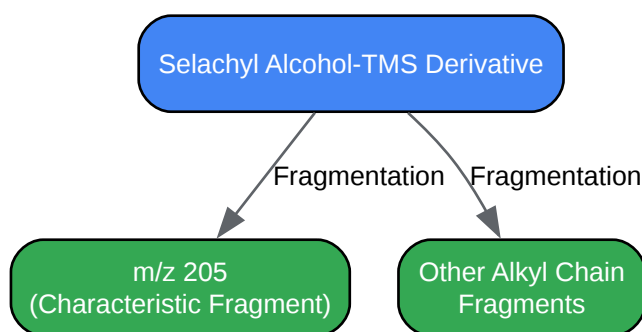 Selachyl Alcohol-TMS Derivative
Fragmentation
Fragmentation
m/z 205
(Characteristic Fragment)
Other Alkyl Chain
Fragments